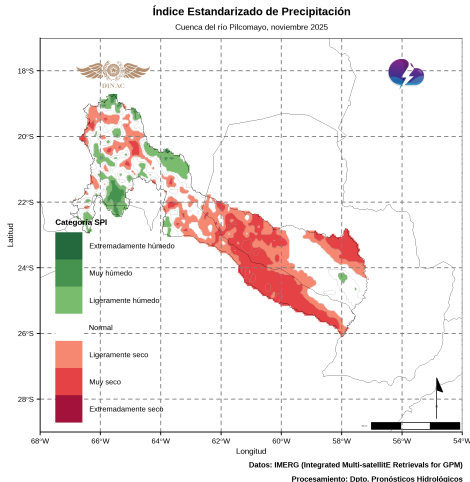 Índice Estandarizado de Precipitación
Cuenca del río Pilcomayo, noviembre 2025
DINAC
18°S
20°S
22°S
24°S
26°S
28°S
Latitud
Categoría SPI
Extremadamente húmedo
Muy húmedo
Ligeramente húmedo
Normal
Ligeramente seco
Muy seco
Extremadamente seco
68°W 66°W 64°W 62°W 60°W 58°W 56°W 54°W
Longitud
Datos: IMERG (Integrated Multi-satellitE Retrievals for GPM)
Procesamiento: Dpto. Pronósticos Hidrológicos